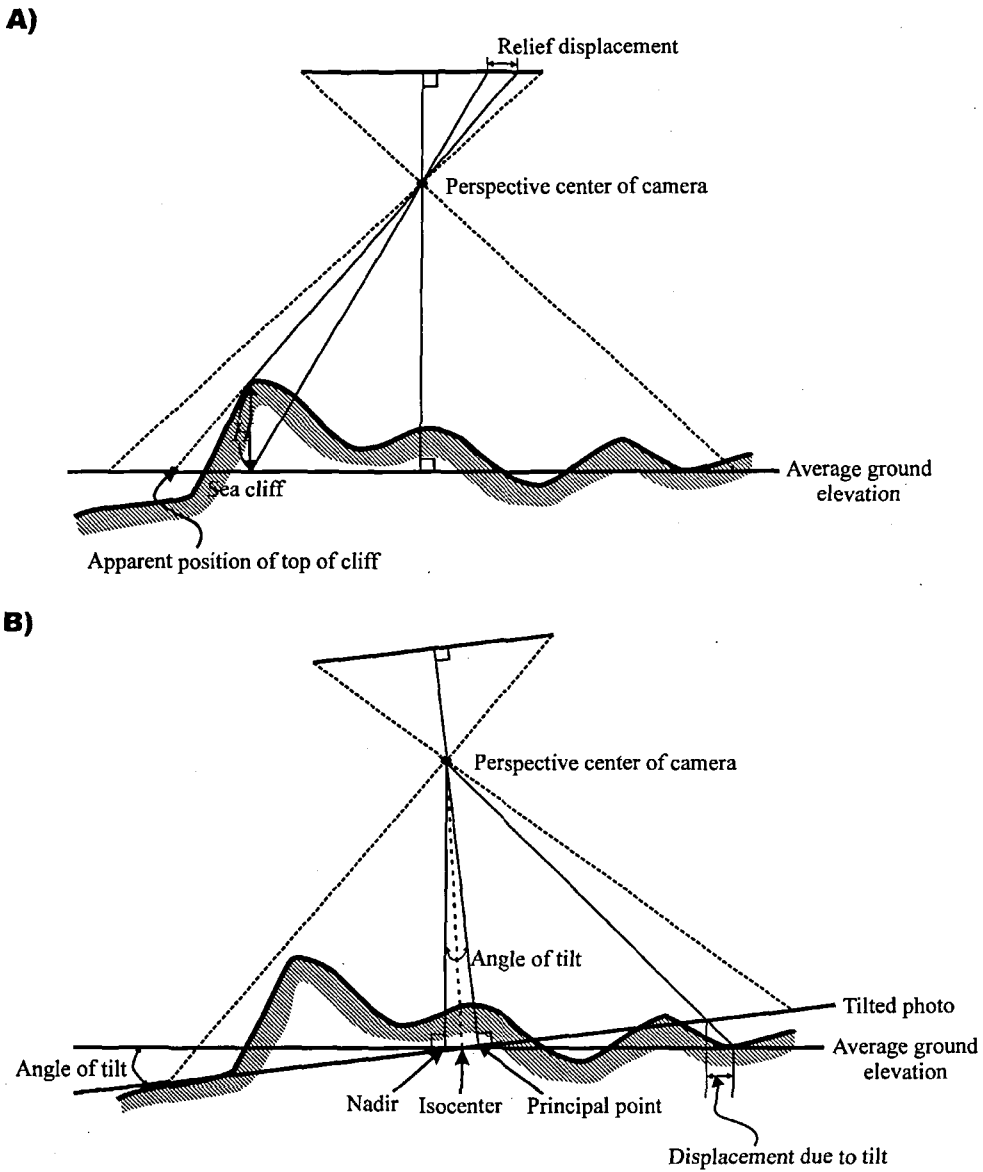 A)
Relief displacement
Perspective center of camera
Average ground
elevation
H
Sea cliff
Apparent position of top of cliff
B)
Perspective center of camera
Angle of tilt
Tilted photo
Average ground
elevation
Angle of tilt
Nadir
Isocenter
Principal point
Displacement due to tilt